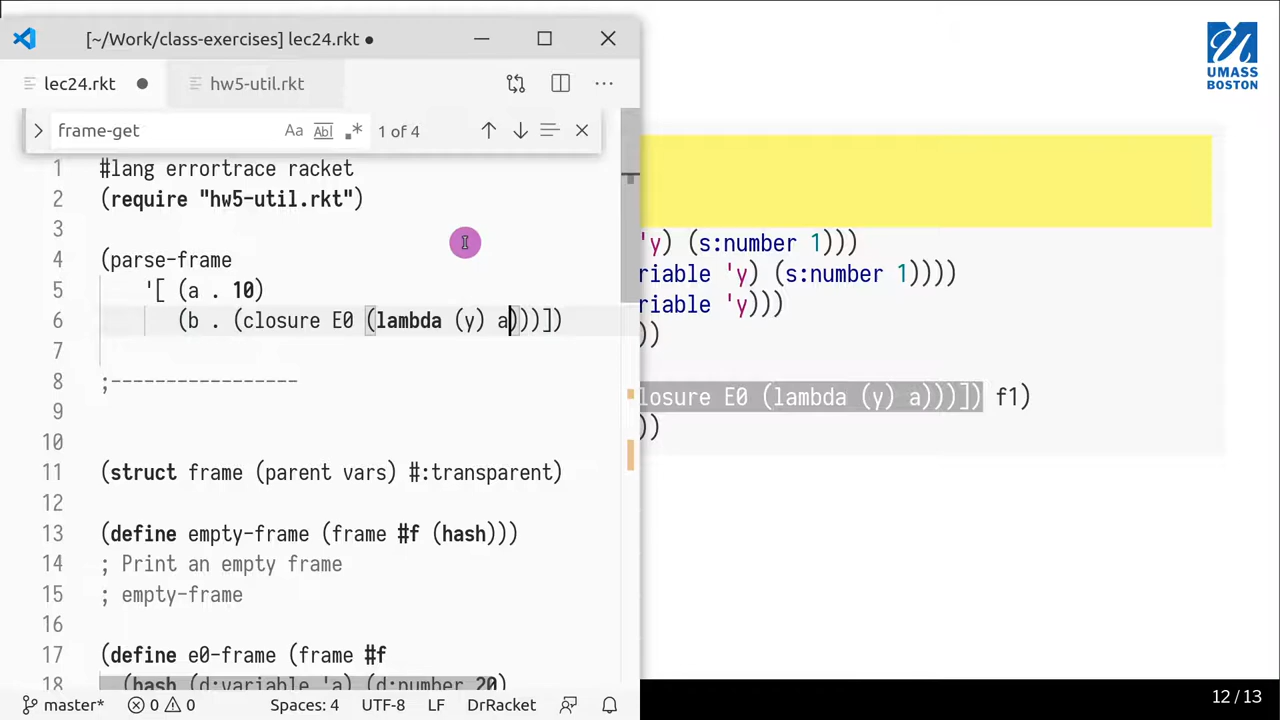 [~/Work/class-exercises] lec24.rkt ●
lec24.rkt ● hw5-util.rkt
frame-get Aa Ab| .* 1 of 4
1 #lang errortrace racket
2 (require "hw5-util.rkt")
3
4 (parse-frame
5 '[ (a . 10)
6 (b . (closure E0 (lambda (y) a)))])
7
8 ;-----------------
9
10
11 (struct frame (parent vars) #:transparent)
12
13 (define empty-frame (frame #f (hash)))
14 ; Print an empty frame
15 ; empty-frame
16
17 (define e0-frame (frame #f
18 (hash (d:variable 'a) (d:number 20)
master* 0 0 Spaces: 4 UTF-8 LF DrRacket
UMASS
BOSTON
'y) (s:number 1)))
riable 'y) (s:number 1))))
riable 'y)))
))
losure E0 (lambda (y) a)))]) f1)
))
12 / 13